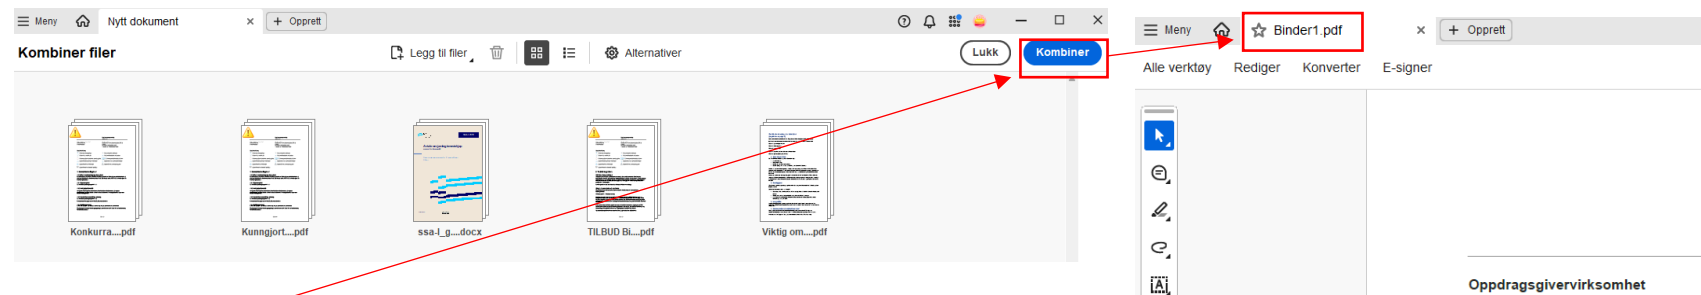 Meny
Nytt dokument
Opprett
Kombiner filer
Legg til filer
Alternativer
Lukk
Kombiner
Konkurra....pdf
Kunngjort....pdf
ssa-l_g....docx
TILBUD Bi....pdf
Viktig om....pdf
Meny
Binder1.pdf
Opprett
Alle verktøy
Rediger
Konverter
E-signer
Oppdragsgivervirksomhet